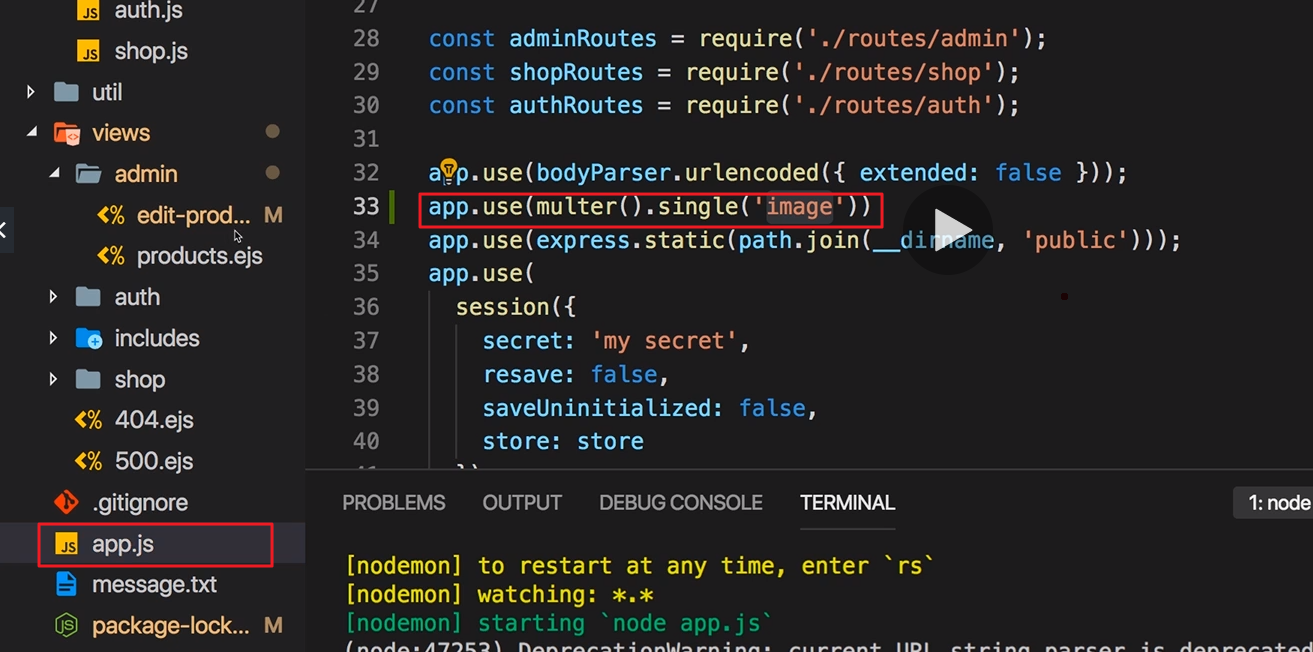 auth.js
shop.js
util
views
admin
edit-prod... M
products.ejs
auth
includes
shop
404.ejs
500.ejs
.gitignore
app.js
message.txt
package-lock... M
27
28 const adminRoutes = require('./routes/admin');
29 const shopRoutes = require('./routes/shop');
30 const authRoutes = require('./routes/auth');
31
32 app.use(bodyParser.urlencoded({ extended: false }));
33 app.use(multer().single('image'))
34 app.use(express.static(path.join(__dirname, 'public')));
35 app.use(
36 session({
37 secret: 'my secret',
38 resave: false,
39 saveUninitialized: false,
40 store: store
41 })
PROBLEMS OUTPUT DEBUG CONSOLE TERMINAL 1: node
[nodemon] to restart at any time, enter `rs`
[nodemon] watching: *.*
[nodemon] starting `node app.js`
(node:47253) DeprecationWarning: current URL string parser is deprecated